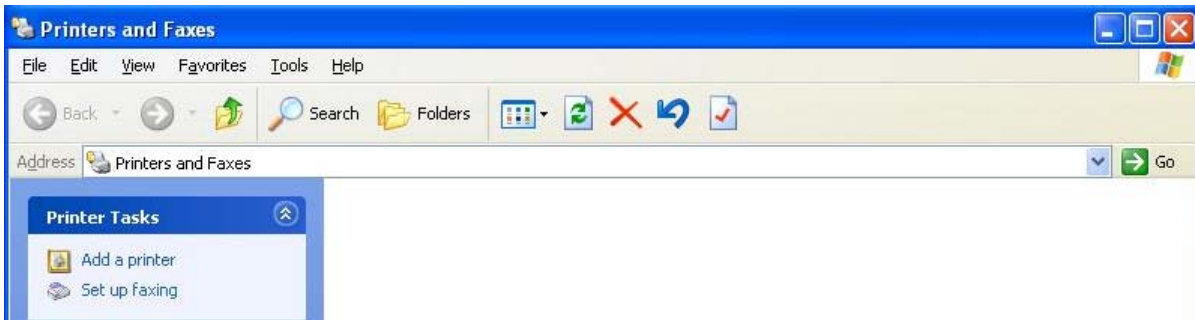 Printers and Faxes
File Edit View Favorites Tools Help
Back Search Folders
Address Printers and Faxes Go
Printer Tasks
Add a printer
Set up faxing